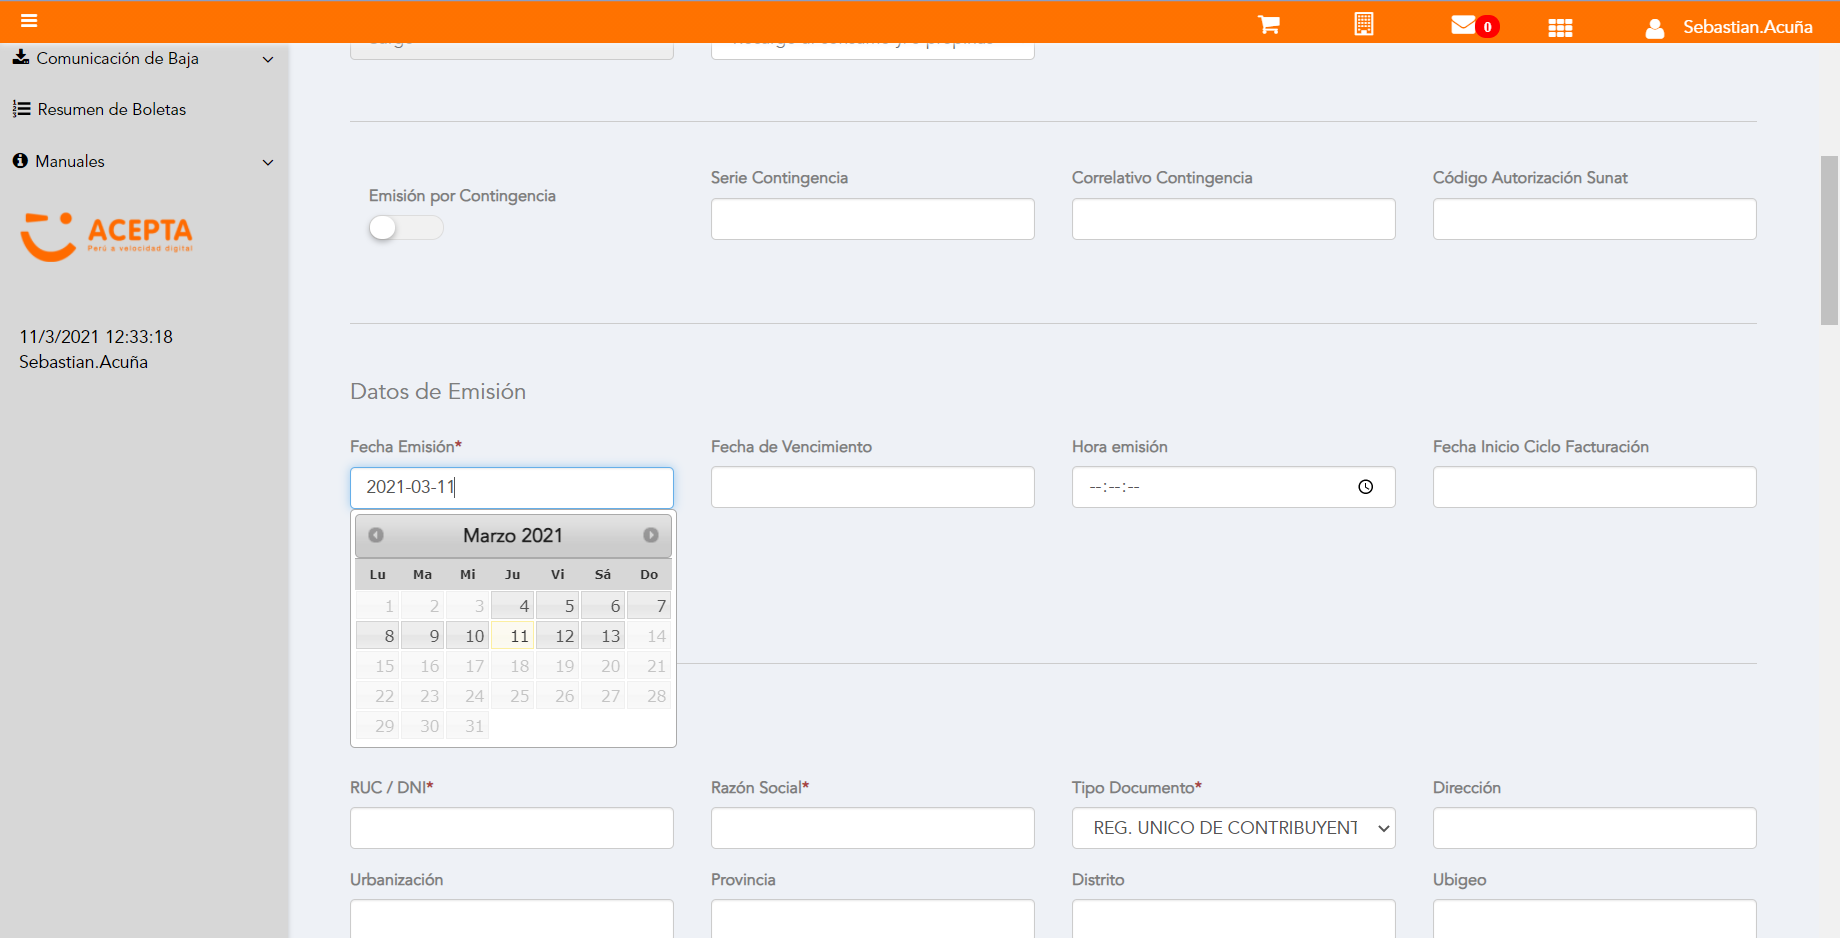 0
Sebastian.Acuña
Comunicación de Baja
Resumen de Boletas
Manuales
ACEPTA
Perú a velocidad digital
11/3/2021 12:33:18
Sebastian.Acuña
Emisión por Contingencia
Serie Contingencia
Correlativo Contingencia
Código Autorización Sunat
Datos de Emisión
Fecha Emisión*
Fecha de Vencimiento
Hora emisión
Fecha Inicio Ciclo Facturación
2021-03-11
--:--:--
Marzo 2021
Lu Ma Mi Ju Vi Sá Do
1 2 3 4 5 6 7
8 9 10 11 12 13 14
15 16 17 18 19 20 21
22 23 24 25 26 27 28
29 30 31
RUC / DNI*
Razón Social*
Tipo Documento*
Dirección
REG. UNICO DE CONTRIBUYENT
Urbanización
Provincia
Distrito
Ubigeo